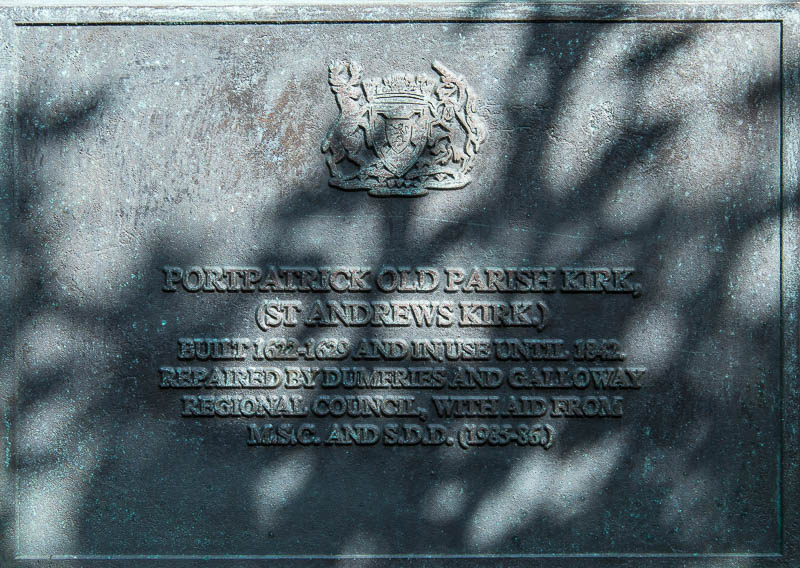 PORTPATRICK OLD PARISH KIRK,
(ST ANDREWS KIRK.)
BUILT 1622-1629 AND IN USE UNTIL 1842.
REPAIRED BY DUMFRIES AND GALLOWAY
REGIONAL COUNCIL, WITH AID FROM
M.S.C. AND S.D.D. (1985-86)